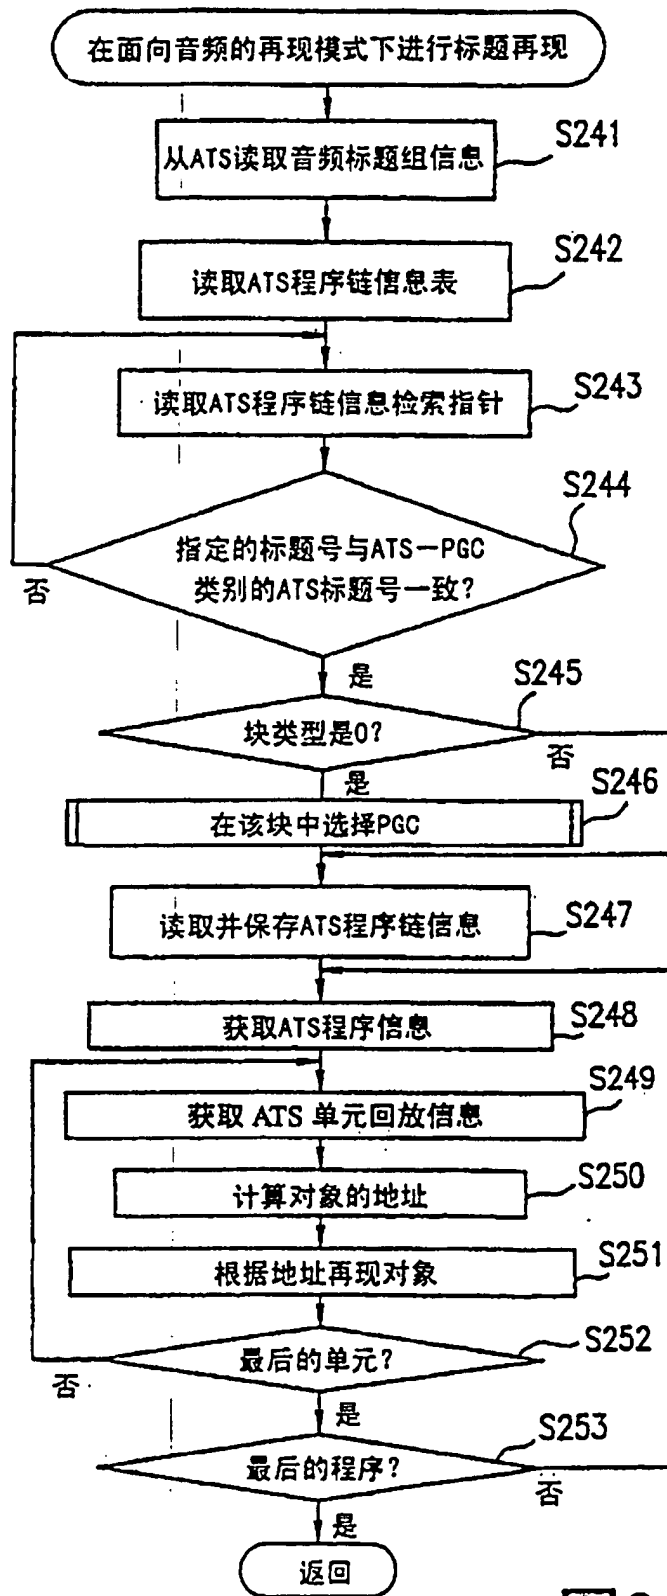 在面向音频的再现模式下进行标题再现
S241
从ATS读取音频标题组信息
S242
读取ATS程序链信息表
S243
读取ATS程序链信息检索指针
S244
指定的标题号与ATS－PGC
类别的ATS标题号一致?
否
是
S245
块类型是0?
否
是
S246
在该块中选择PGC
S247
读取并保存ATS程序链信息
S248
获取ATS程序信息
S249
获取 ATS 单元回放信息
S250
计算对象的地址
S251
根据地址再现对象
S252
最后的单元?
否
是
S253
最后的程序?
否
是
返回